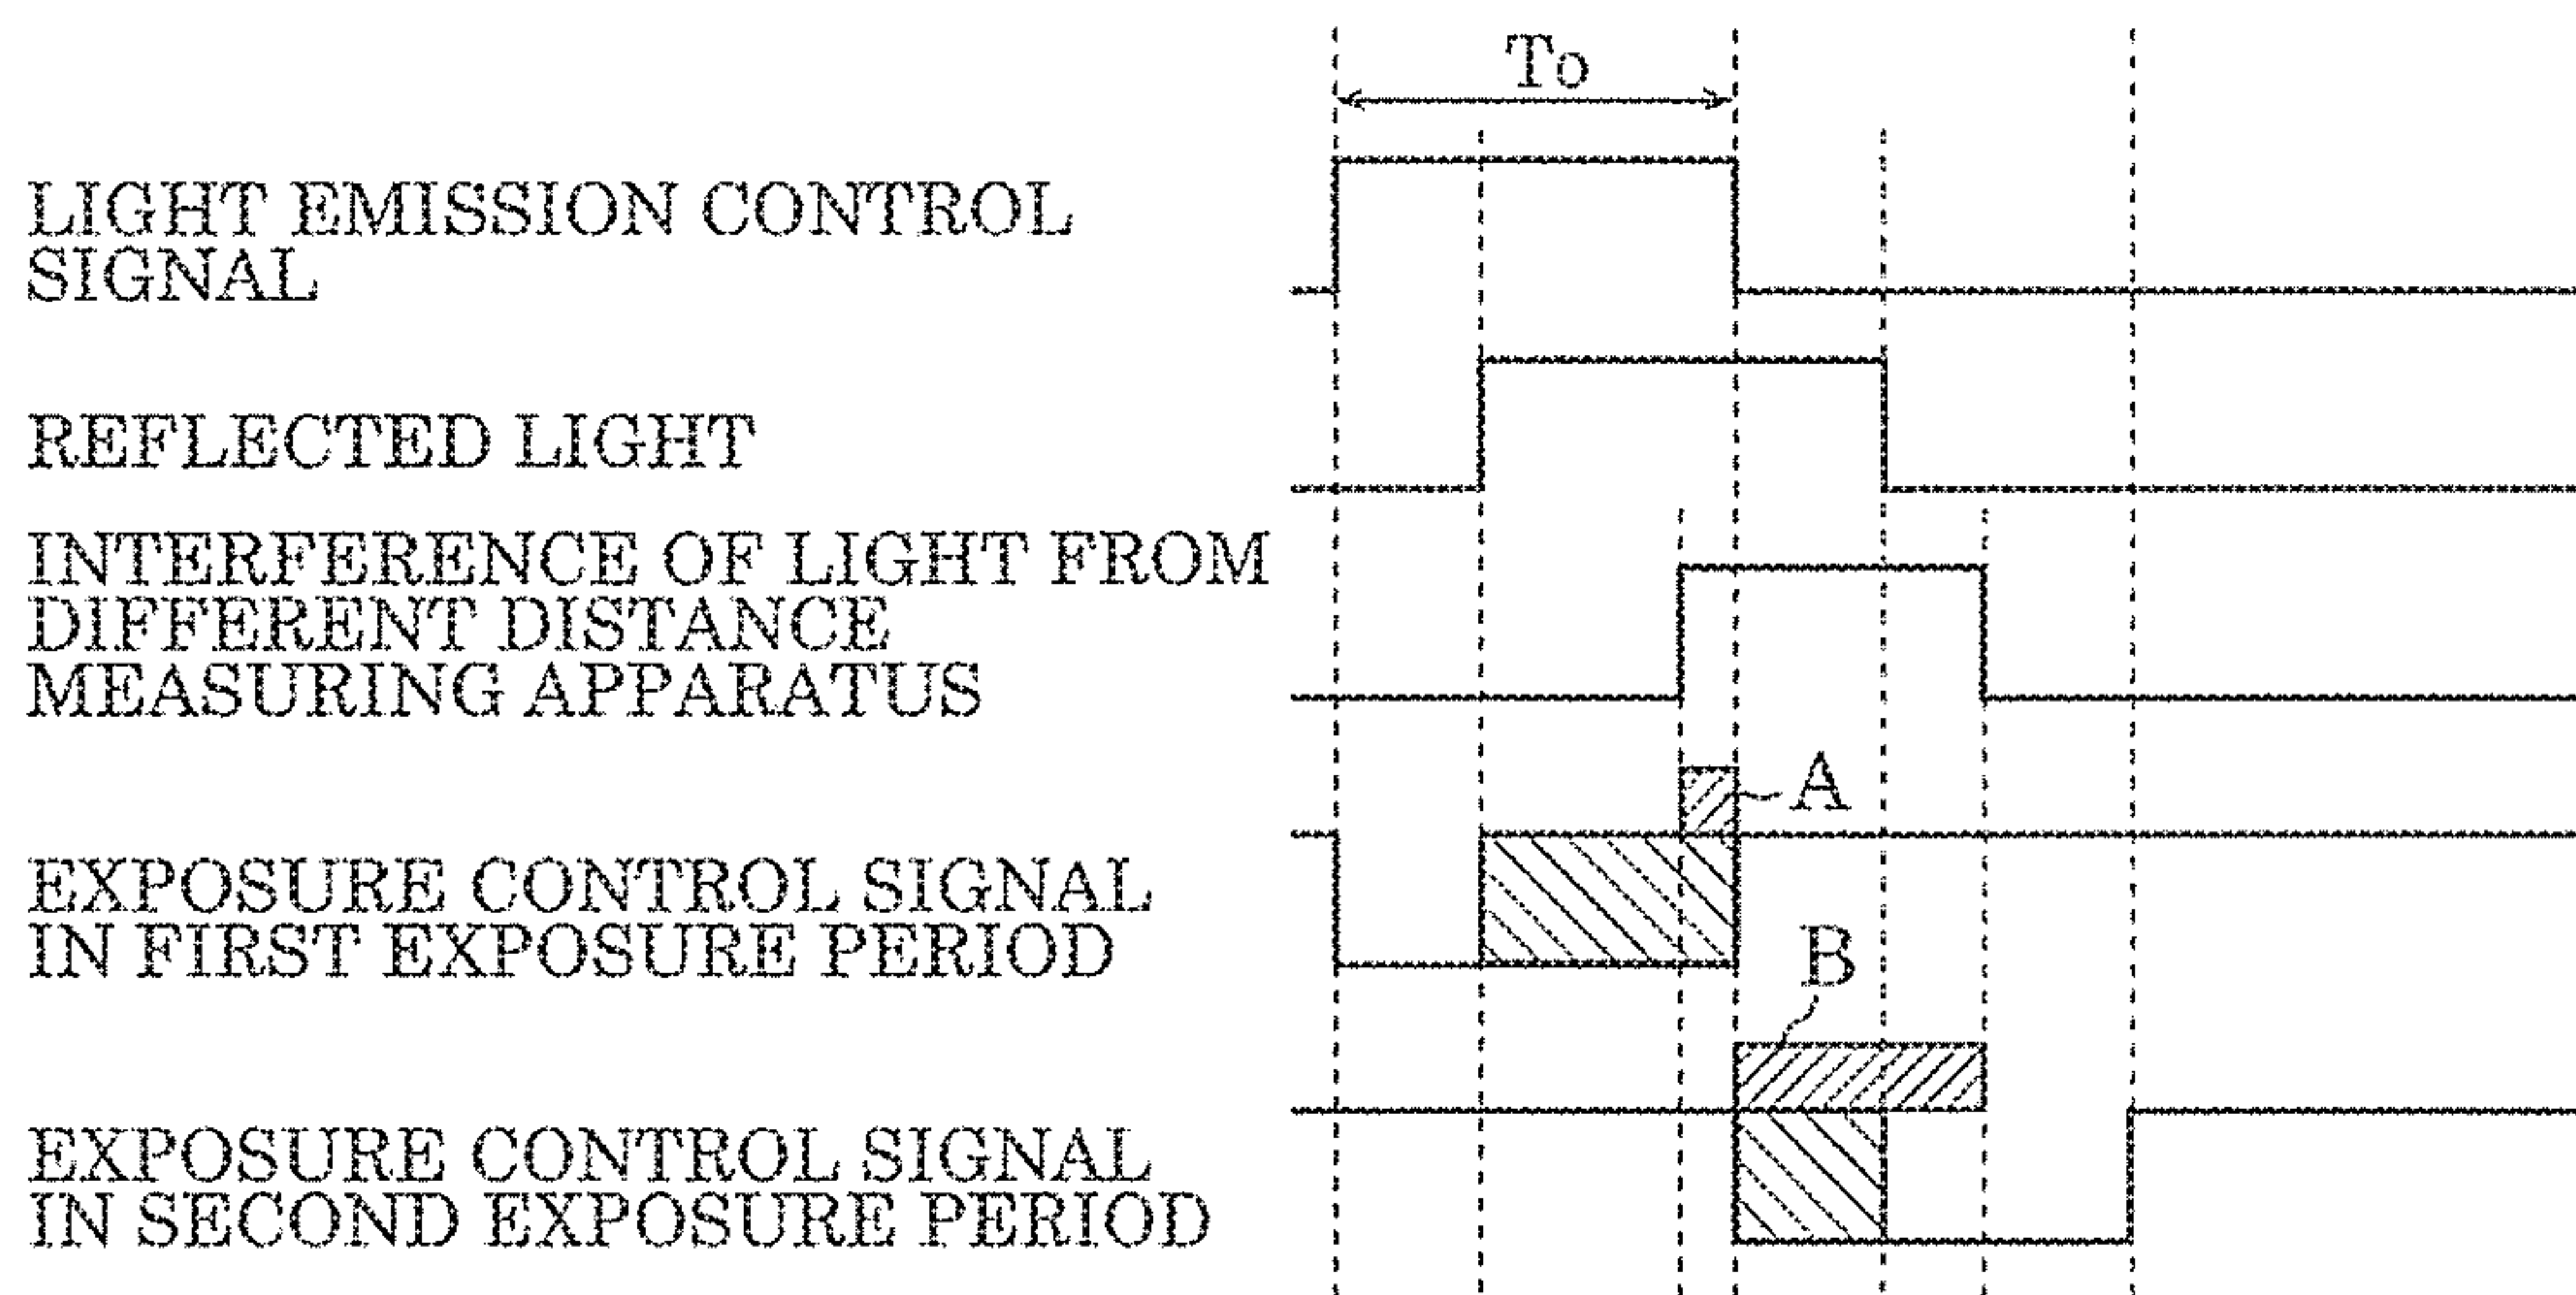 To
LIGHT EMISSION CONTROL
SIGNAL
REFLECTED LIGHT
INTERFERENCE OF LIGHT FROM
DIFFERENT DISTANCE
MEASURING APPARATUS
A
EXPOSURE CONTROL SIGNAL
IN FIRST EXPOSURE PERIOD
B
EXPOSURE CONTROL SIGNAL
IN SECOND EXPOSURE PERIOD